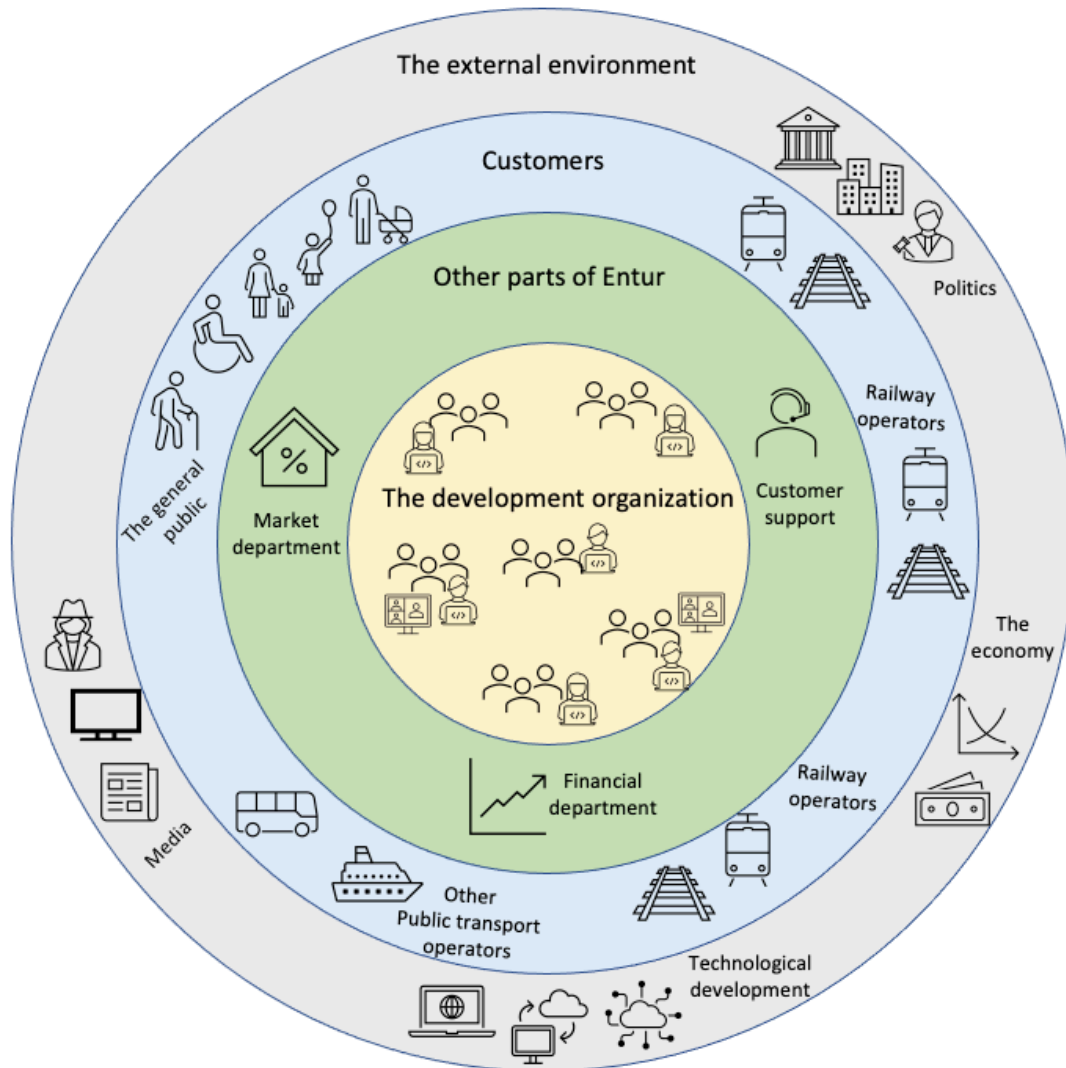 The external environment
Customers
Other parts of Entur
Politics
Railway
operators
The general
public
Market
department
The development organization
Customer
support
The
economy
Financial
department
Railway
operators
Media
Other
Public transport
operators
Technological
development